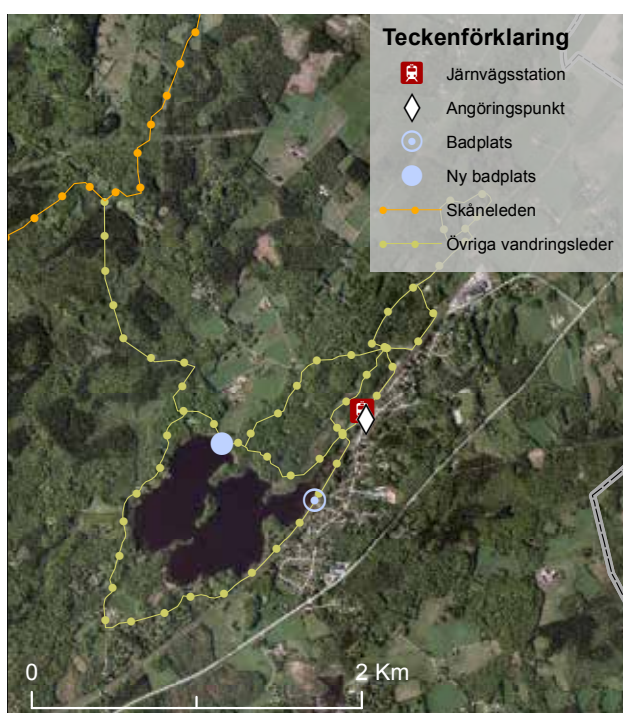 Teckenförklaring
Järnvägsstation
Angöringspunkt
Badplats
Ny badplats
Skåneleden
Övriga vandringsleder
0 2 Km